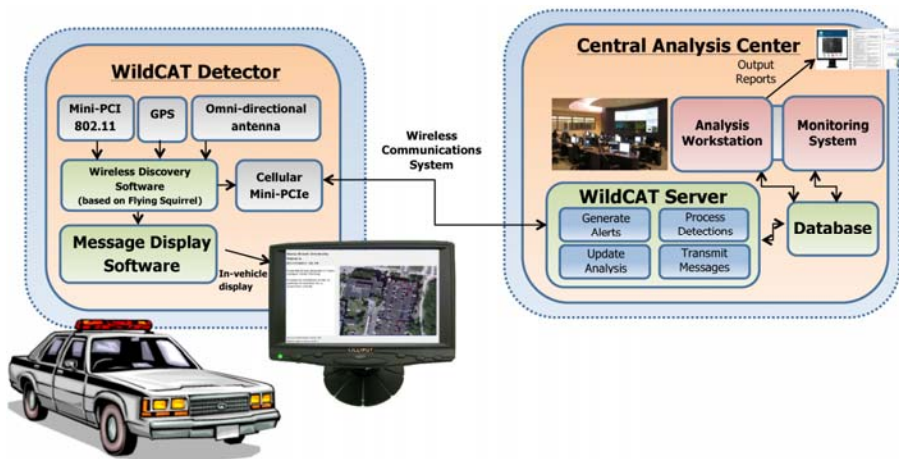 WildCAT Detector
Mini-PCI
802.11
GPS
Omni-directional
antenna
Wireless Discovery
Software
(based on Flying Squirrel)
Cellular
Mini-PCIe
Message Display
Software
In-vehicle
display
LILLIPUT
Wireless
Communications
System
Central Analysis Center
Output
Reports
Analysis
Workstation
Monitoring
System
WildCAT Server
Generate
Alerts
Process
Detections
Update
Analysis
Transmit
Messages
Database